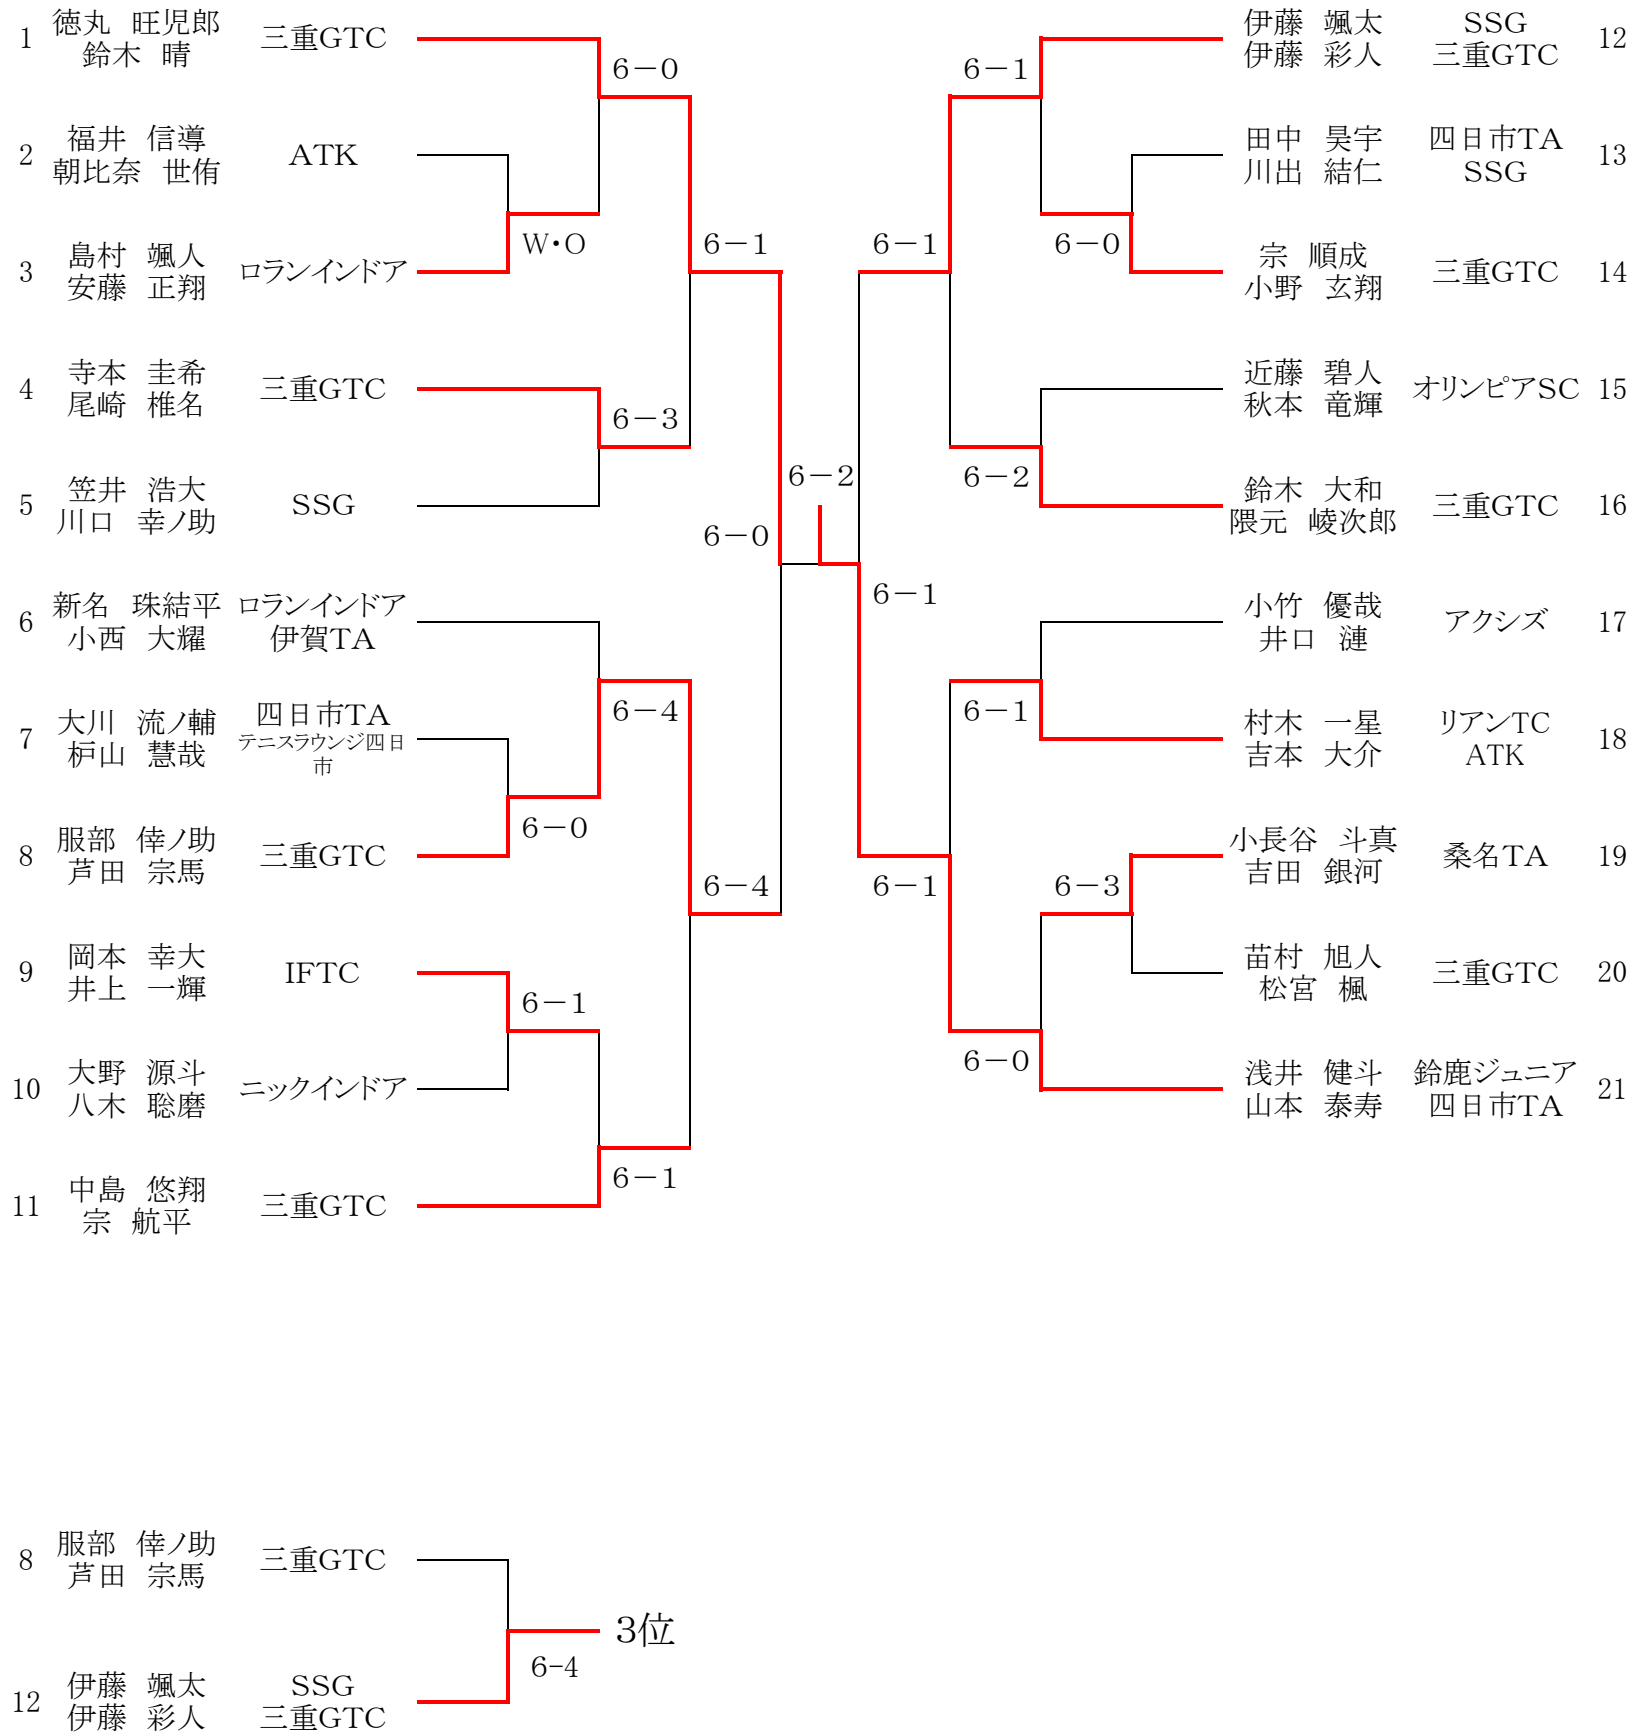 1 徳丸 旺児郎 三重GTC
鈴木 晴
6-0
2 福井 信導 ATK
朝比奈 世侑
W・O
3 島村 颯人 ロランインドア
安藤 正翔
6-1
4 寺本 圭希 三重GTC
尾崎 椎名
6-3
5 笠井 浩大 SSG
川口 幸ノ助
6-0
6 新名 珠結平 ロランインドア
小西 大耀 伊賀TA
6-4
7 大川 流ノ輔 四日市TA
枦山 慧哉 テニスラウンジ四日
市
6-0
8 服部 倖ノ助 三重GTC
芦田 宗馬
6-4
9 岡本 幸大 IFTC
井上 一輝
6-1
10 大野 源斗 ニックインドア
八木 聡磨
6-1
11 中島 悠翔 三重GTC
宗 航平
6-2
伊藤 颯太 SSG 12
伊藤 彩人 三重GTC
6-1
田中 昊宇 四日市TA 13
川出 結仁 SSG
6-1
6-0
宗 順成 三重GTC 14
小野 玄翔
近藤 碧人 オリンピアSC 15
秋本 竜輝
6-2
鈴木 大和 三重GTC 16
隈元 崚次郎
6-1
小竹 優哉 アクシズ 17
井口 漣
6-1
村木 一星 リアンTC 18
吉本 大介 ATK
小長谷 斗真 桑名TA 19
吉田 銀河
6-1
6-3
苗村 旭人 三重GTC 20
松宮 楓
6-0
浅井 健斗 鈴鹿ジュニア 21
山本 泰寿 四日市TA
8 服部 倖ノ助 三重GTC
芦田 宗馬
3位
6-4
12 伊藤 颯太 SSG
伊藤 彩人 三重GTC